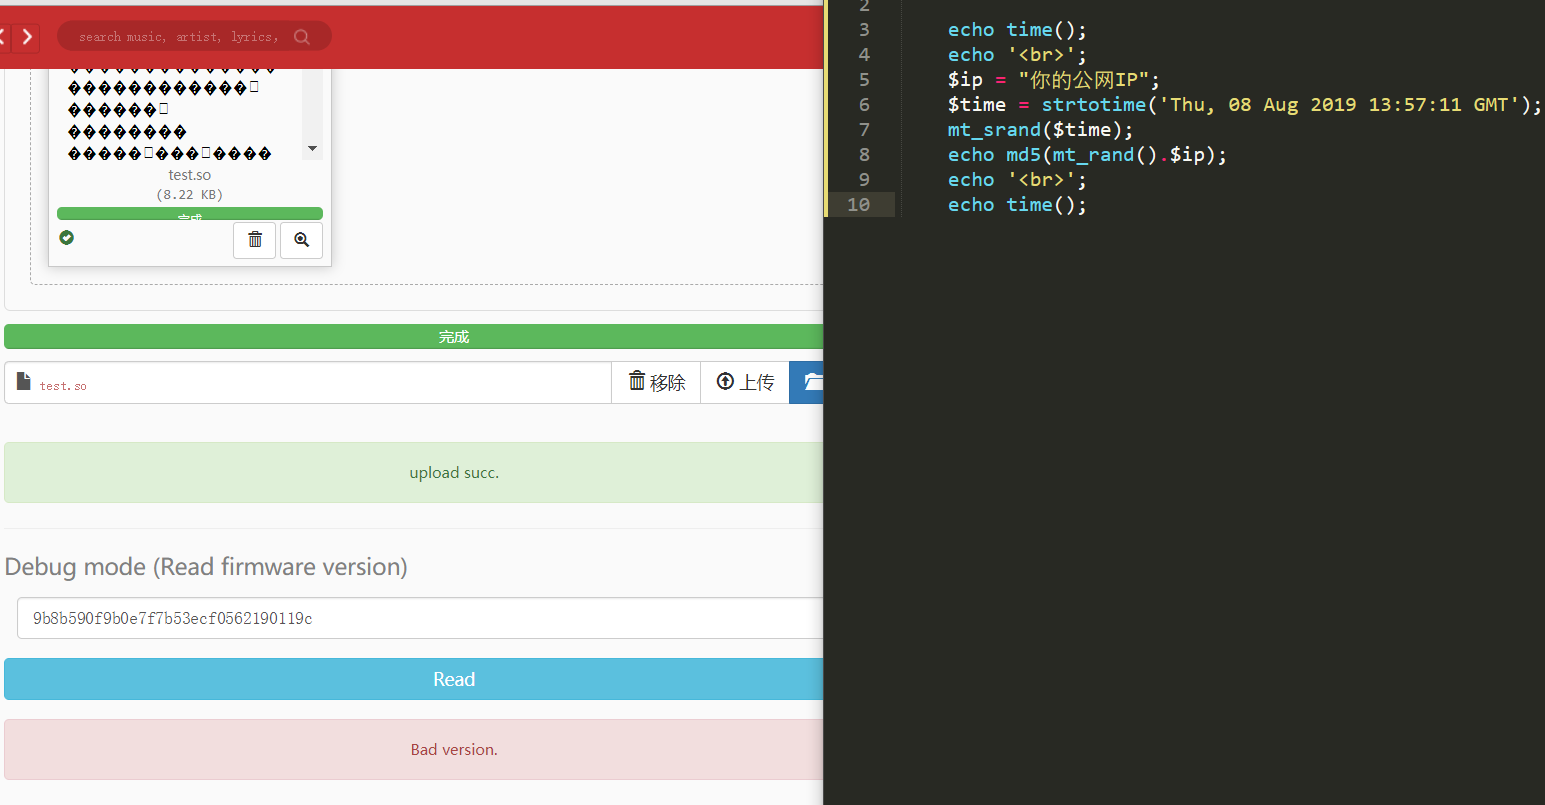 search music, artist, lyrics,
test.so
(8.22 KB)
完成
完成
test.so
移除
上传
upload succ.
Debug mode (Read firmware version)
9b8b590f9b0e7f7b53ecf0562190119c
Read
Bad version.
2
3 echo time();
4 echo '<br>';
5 $ip = "你的公网IP";
6 $time = strtotime('Thu, 08 Aug 2019 13:57:11 GMT');
7 mt_srand($time);
8 echo md5(mt_rand().$ip);
9 echo '<br>';
10 echo time();